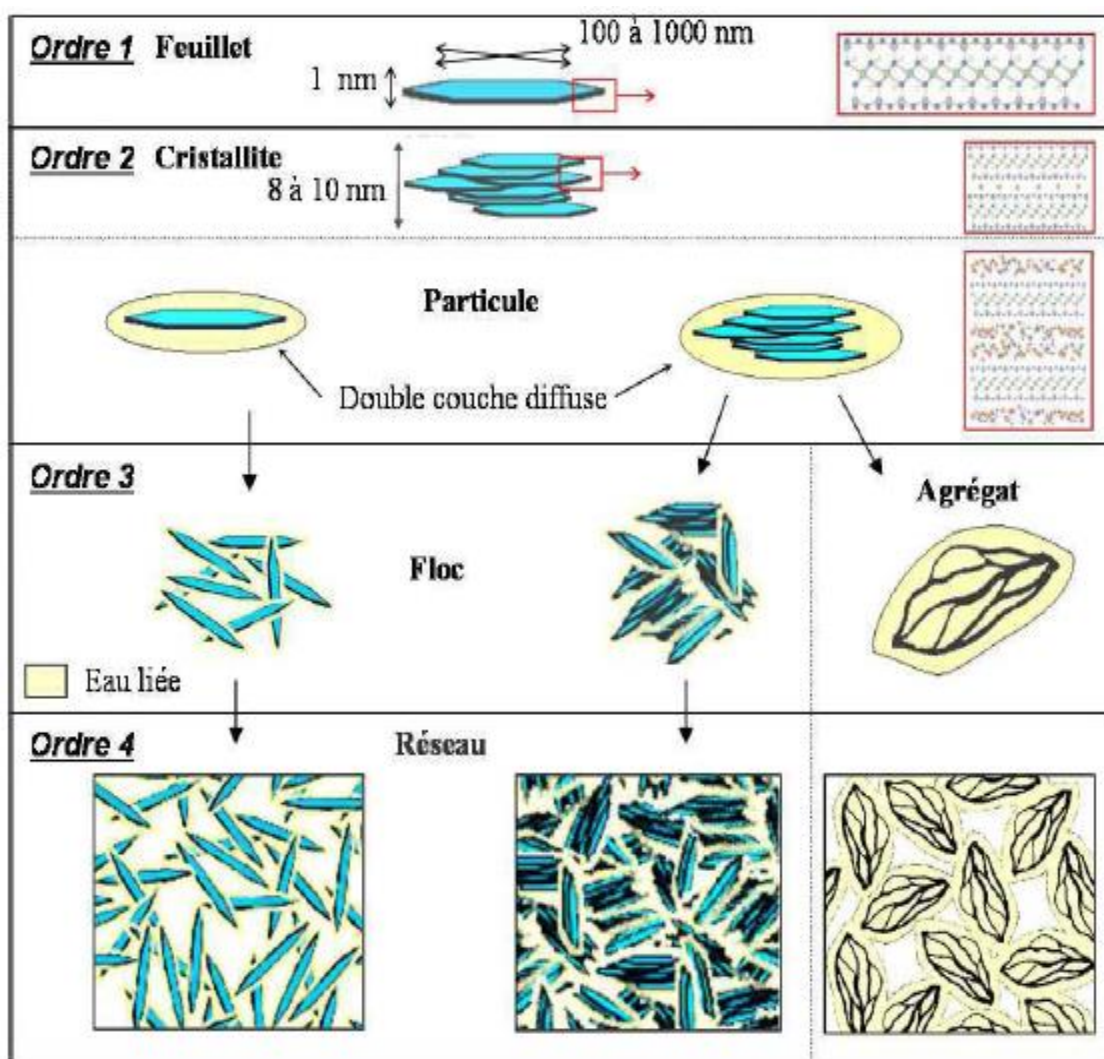 Ordre 1 Feuillet
100 à 1000 nm
1 nm
Ordre 2 Cristallite
8 à 10 nm
Particule
Double couche diffuse
Ordre 3
Agrégat
Floc
Eau liée
Ordre 4
Réseau